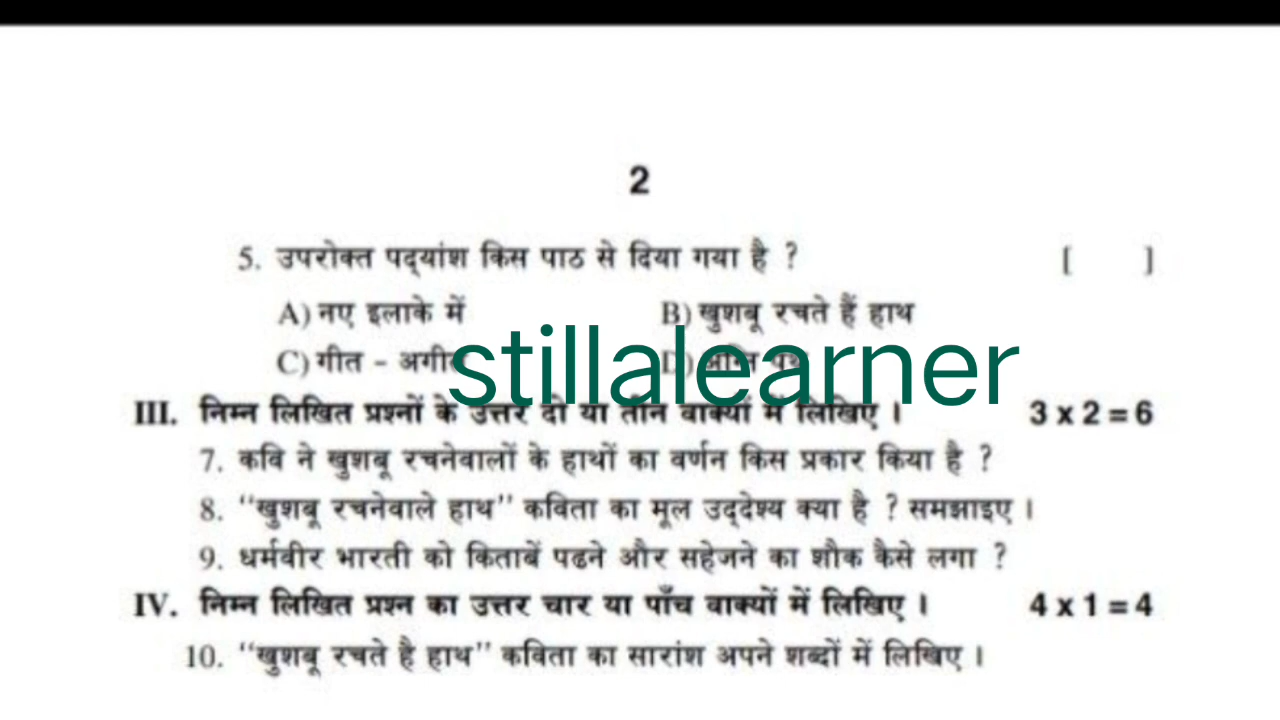 2
5. उपरोक्त पद्यांश किस पाठ से दिया गया है ? [ ]
A) नए इलाके में B) खुशबू रचते हैं हाथ
C) गीत - अगीत D) अग्नि पथ
stillalearner
III. निम्न लिखित प्रश्नों के उत्तर दो या तीन वाक्यों में लिखिए । 3 x 2 = 6
7. कवि ने खुशबू रचनेवालों के हाथों का वर्णन किस प्रकार किया है ?
8. “खुशबू रचनेवाले हाथ” कविता का मूल उद्देश्य क्या है ? समझाइए ।
9. धर्मवीर भारती को किताबें पढने और सहेजने का शौक कैसे लगा ?
IV. निम्न लिखित प्रश्न का उत्तर चार या पाँच वाक्यों में लिखिए । 4 x 1 = 4
10. “खुशबू रचते है हाथ” कविता का सारांश अपने शब्दों में लिखिए ।